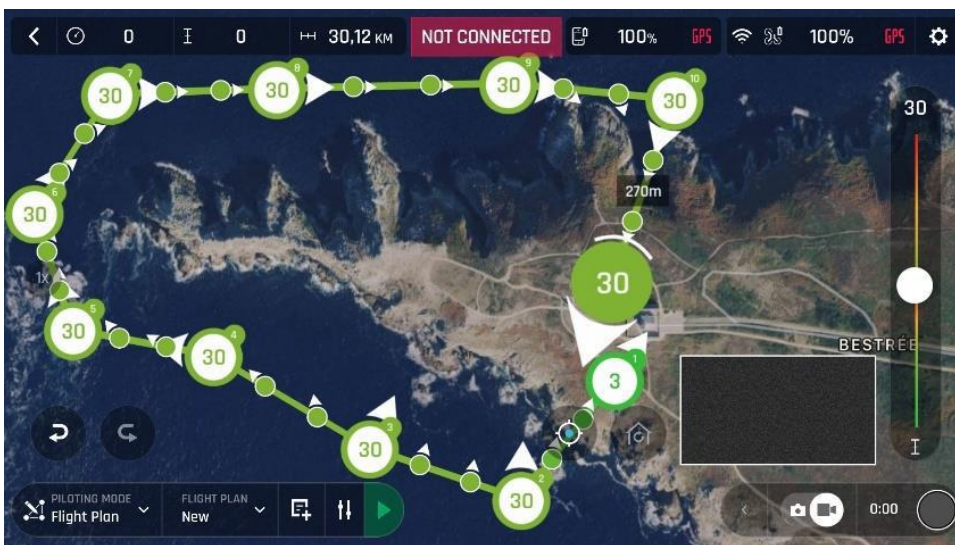 0 0 30,12 KM NOT CONNECTED 100% GPS 100% GPS
7 8 9 10
30 30 30 30
30
6
270m
30
30
1X
5 4
30 30
BESTRÉE
1
3
3
30
2
30
PILOTING MODE
Flight Plan
FLIGHT PLAN
New
0:00